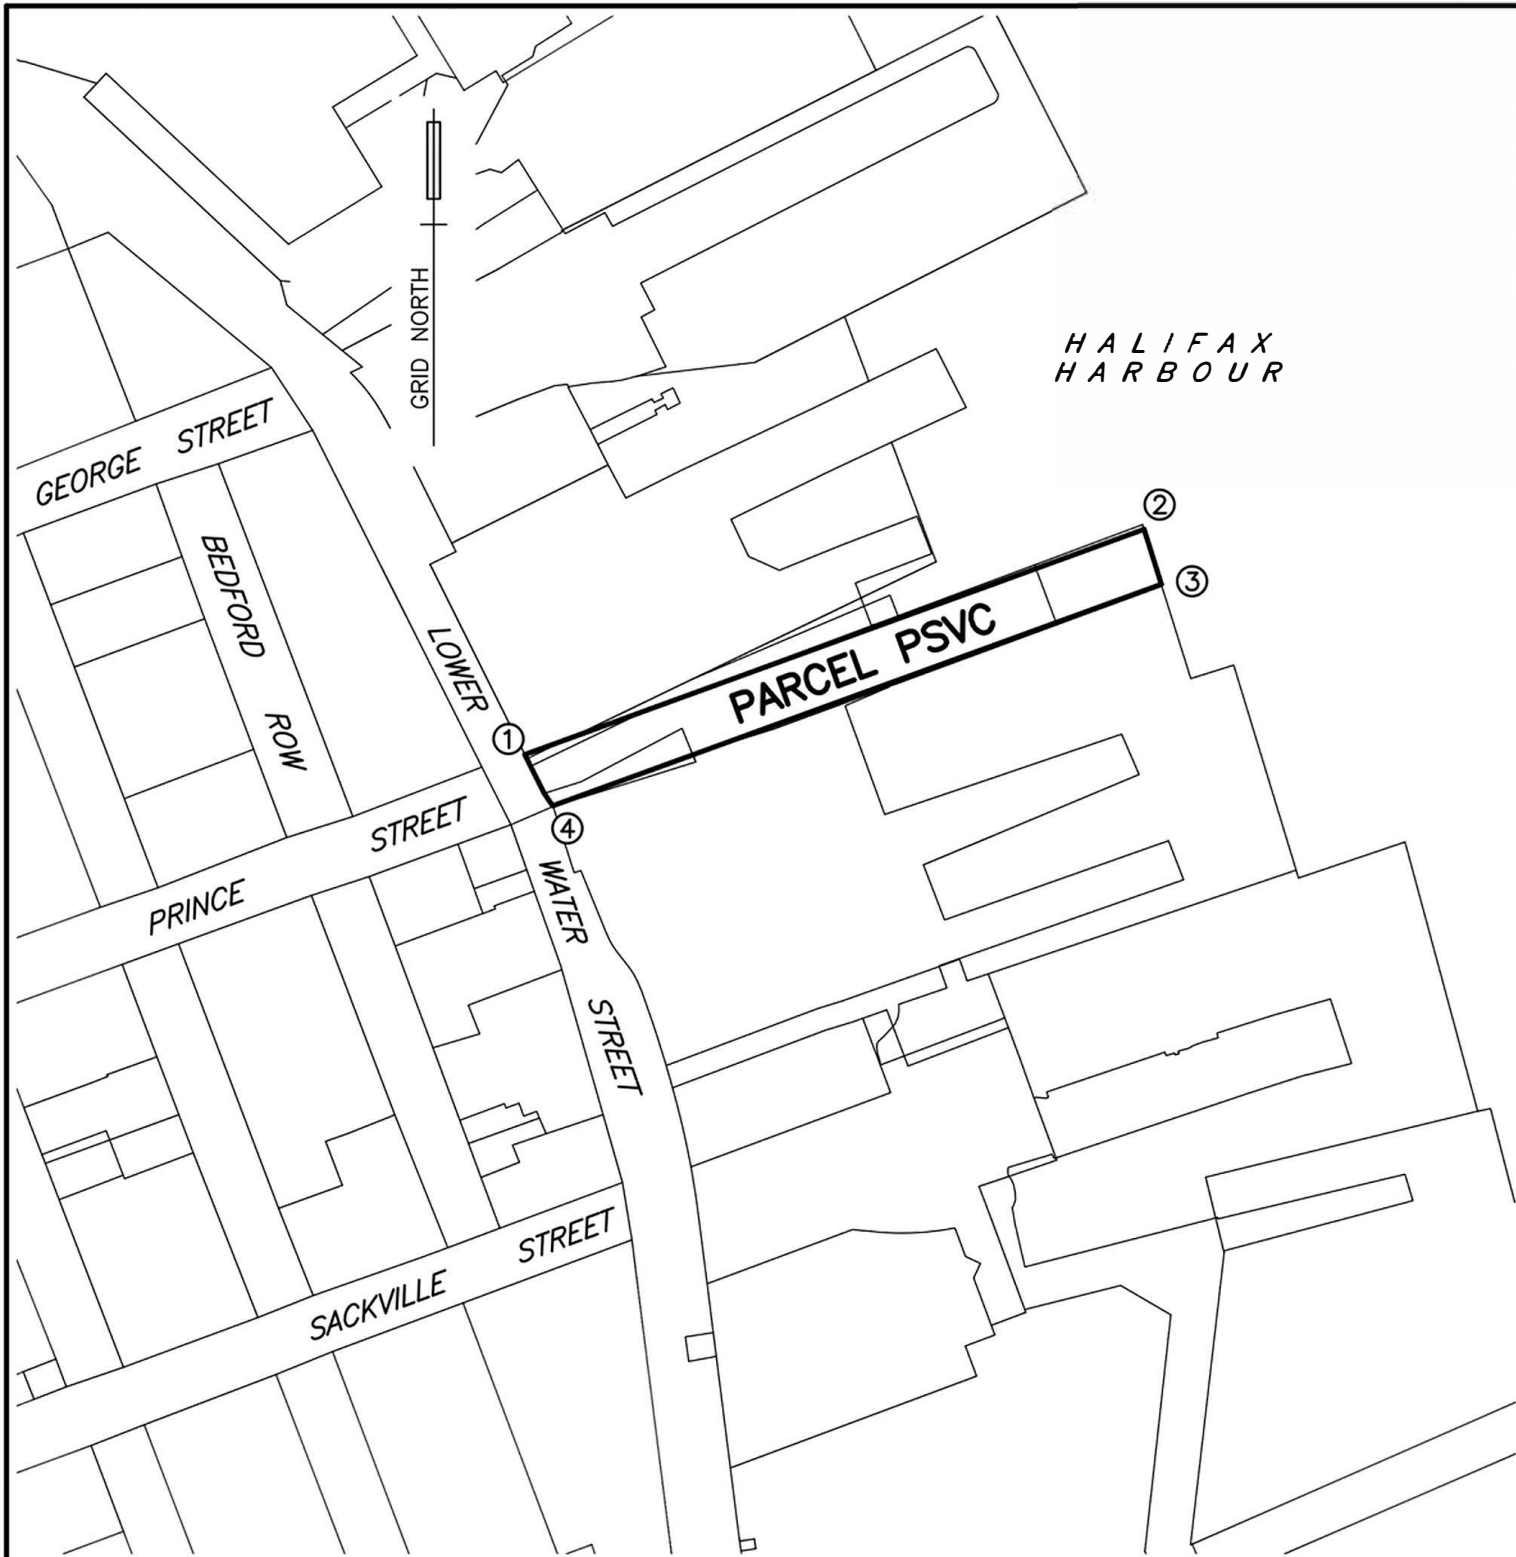 GRID NORTH
HALIFAX
HARBOUR
GEORGE STREET
BEDFORD ROW
LOWER WATER STREET
①
②
③
④
PARCEL PSVC
PRINCE STREET
SACKVILLE STREET